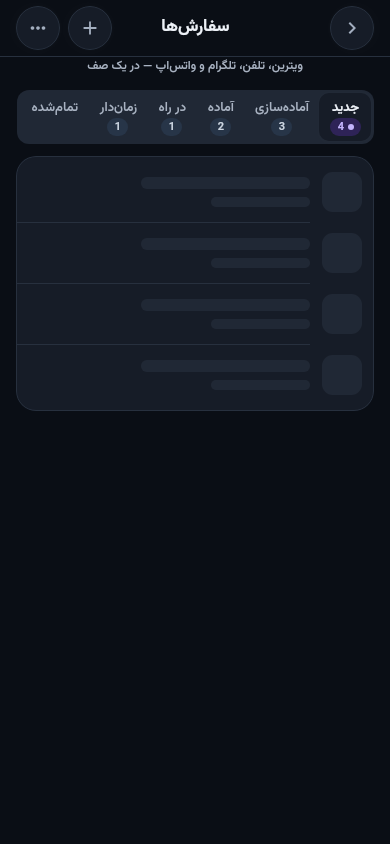 سفارش‌ها
ویترین، تلفن، تلگرام و واتس‌اپ — در یک صف
جدید آماده‌سازی آماده در راه زمان‌دار تمام‌شده
4 3 2 1 1